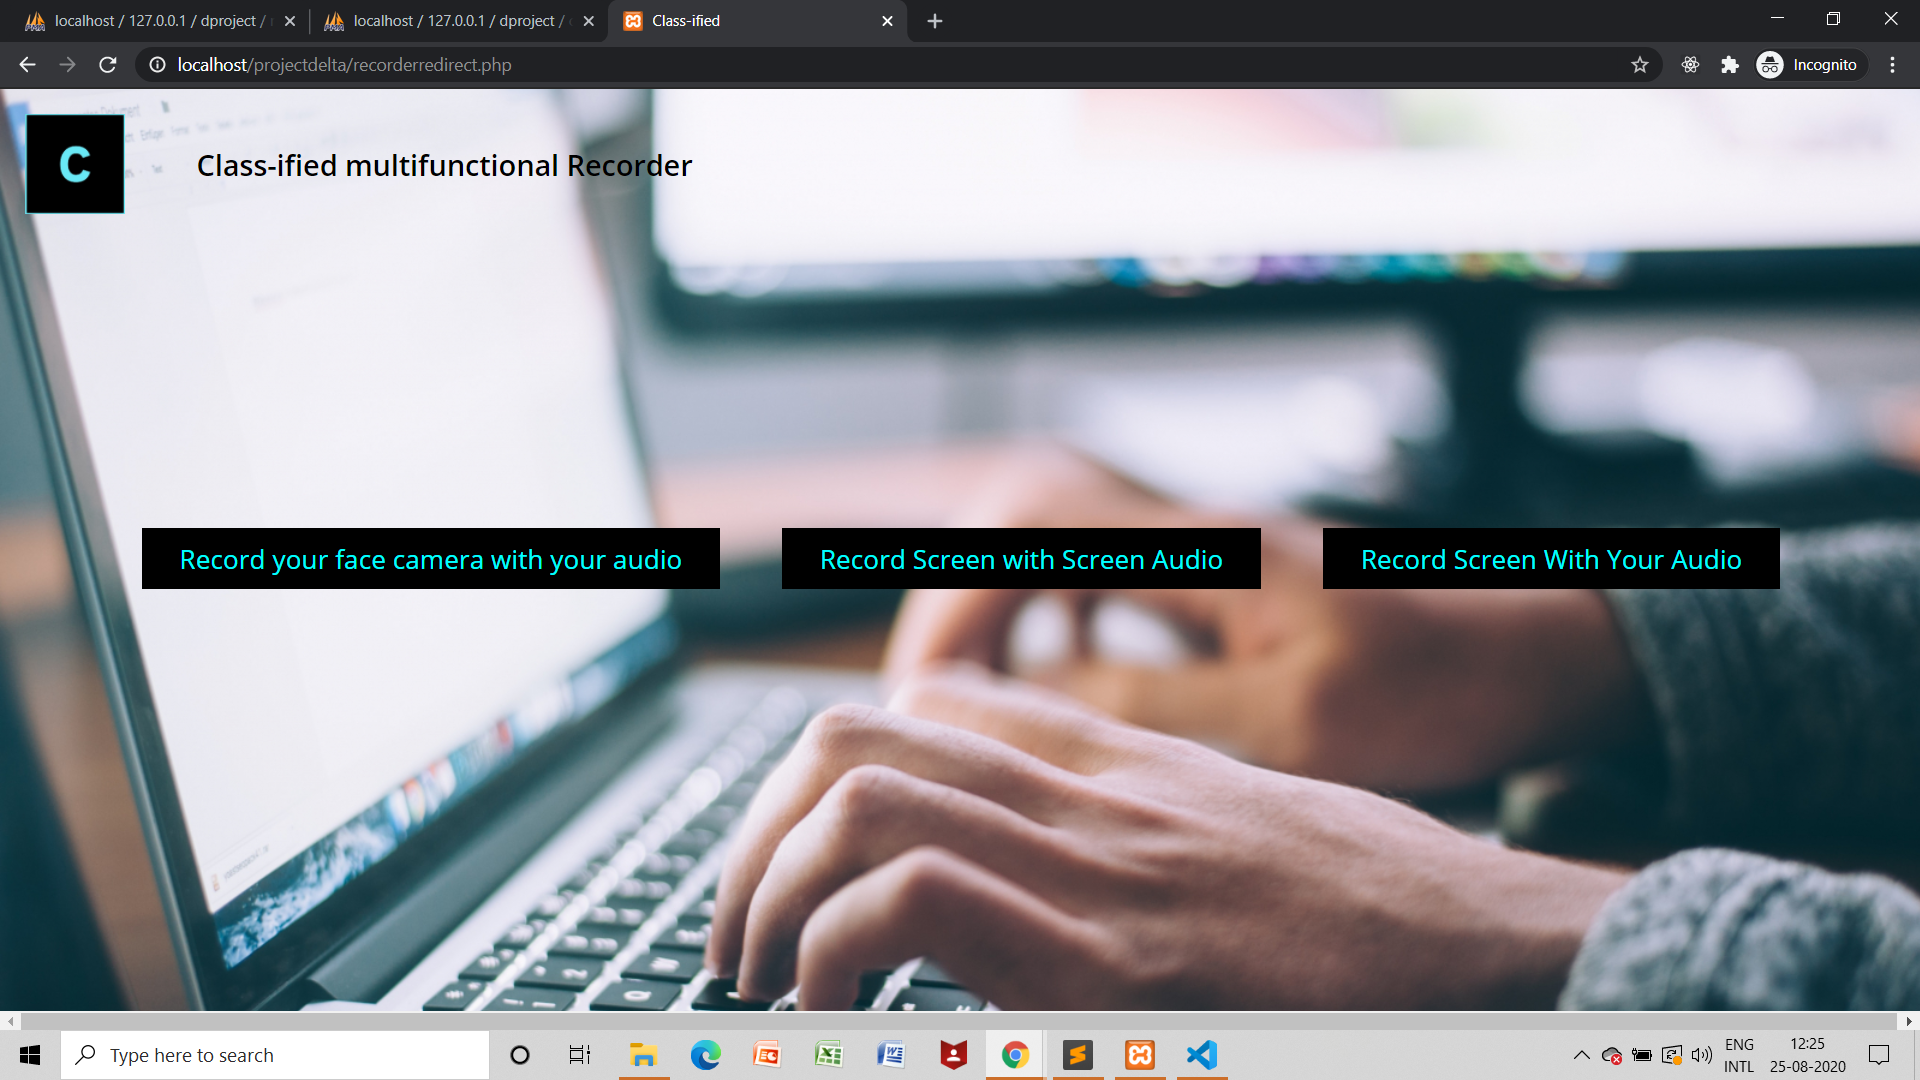 localhost / 127.0.0.1 / dproject /
localhost / 127.0.0.1 / dproject /
Class-ified
localhost/projectdelta/recorderredirect.php
Incognito
C
Class-ified multifunctional Recorder
Record your face camera with your audio
Record Screen with Screen Audio
Record Screen With Your Audio
Type here to search
ENG
INTL
12:25
25-08-2020